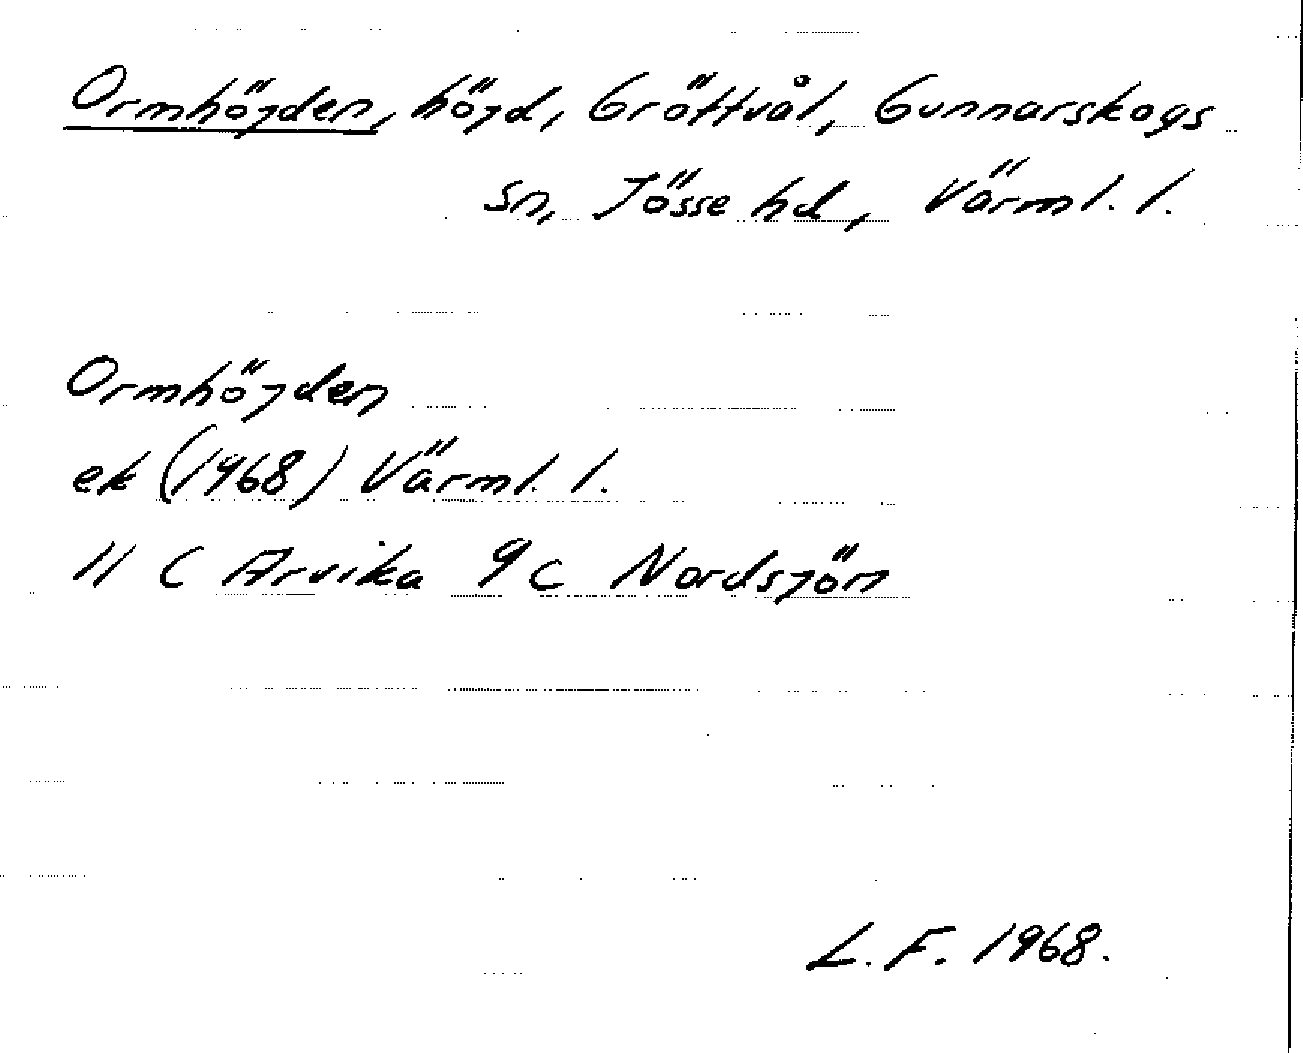 Ormhöjden, höjd, Gröttvål, Gunnarskogs
sn, Jösse hd, Värml. l.
Ormhöjden
ek (1968) Värml. l.
11 C Arvika 9 c Nordsjön
L. F. 1968.